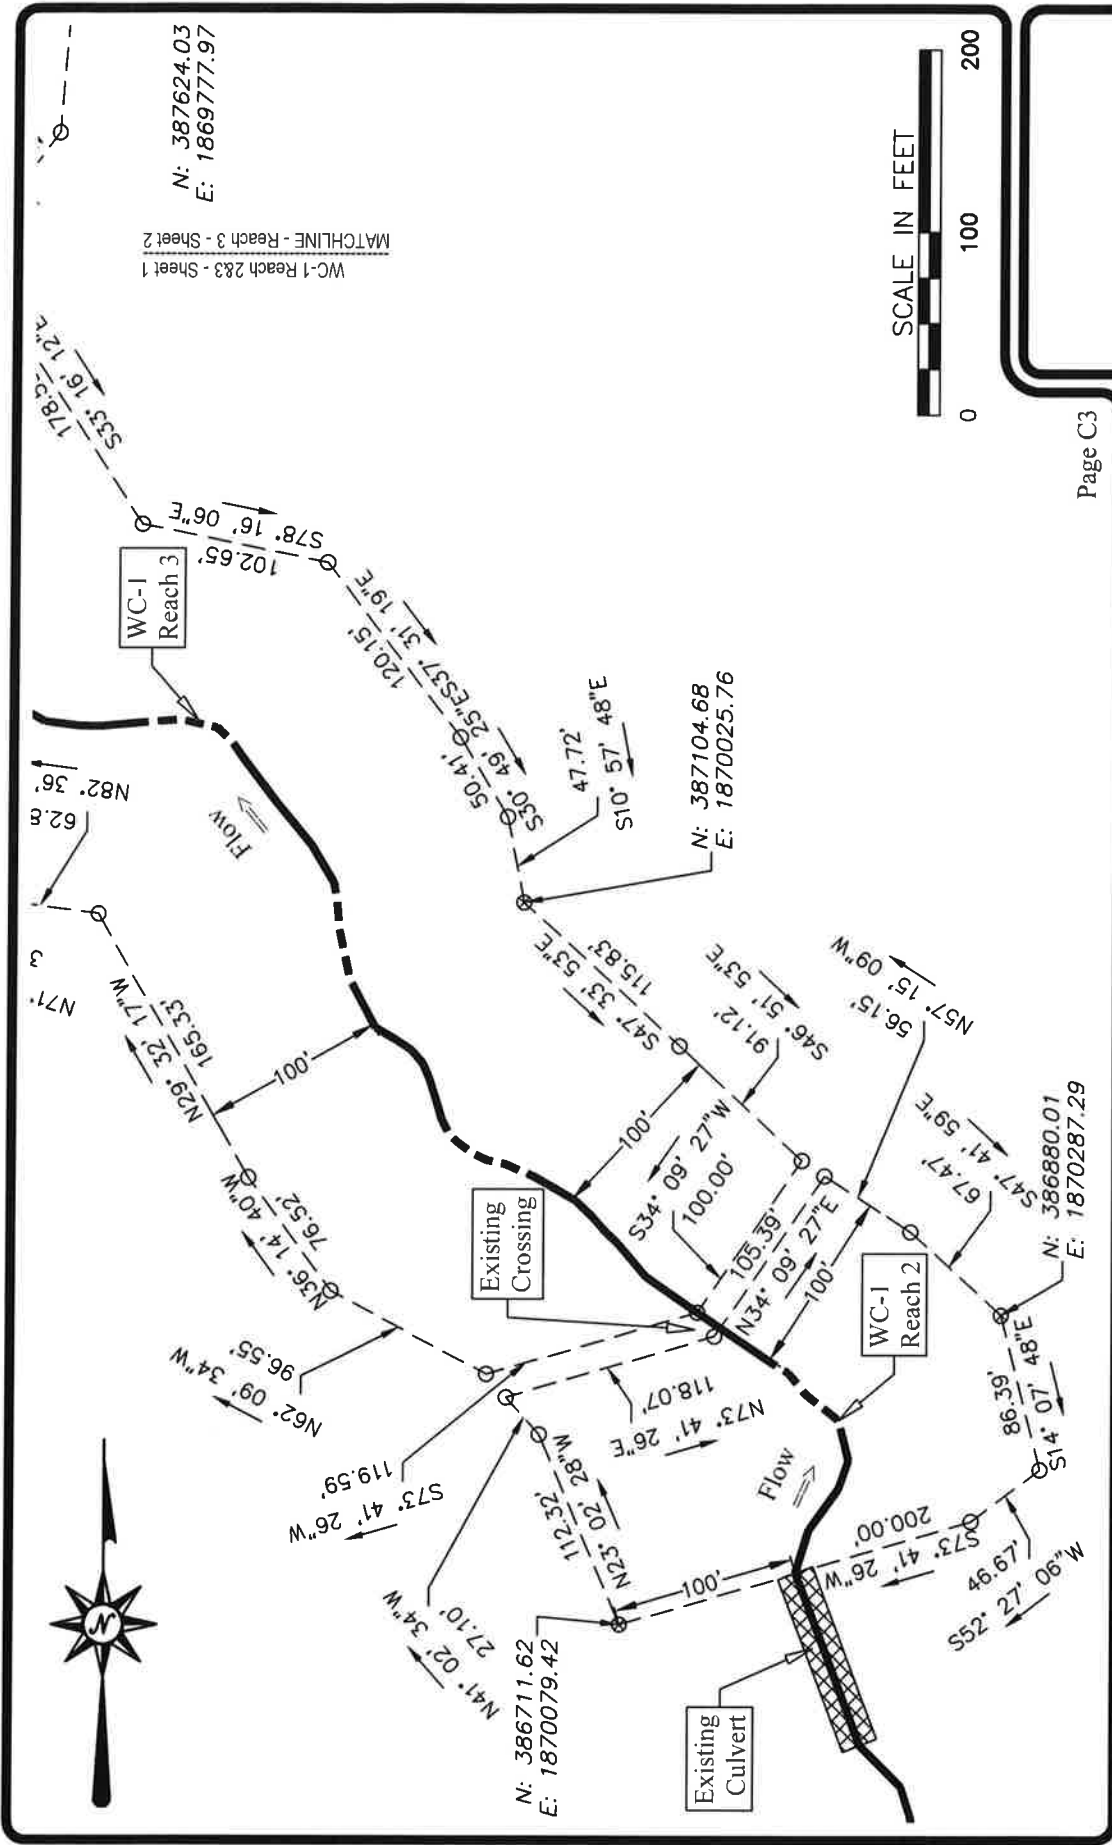 N: 387624.03
E: 1869777.97
WC-1 Reach 2&3 - Sheet 1
MATCHLINE - Reach 3 - Sheet 2
SCALE IN FEET
0
100
200
Page C3
S33° 16' 12"E
WC-1
Reach 3
S78° 16' 06"E
102.65'
N82° 36'
62.8
N71°
3
Flow
120.15'
S37° 31' 19"E
50.41'
S30° 49' 25"E
47.72'
S10° 57' 48"E
N: 387104.68
E: 1870025.76
N29° 32' 17"W
165.33'
100'
S47° 33' 53"E
115.83'
91.12'
S46° 51' 53"E
N36° 14' 40"W
76.52'
100'
S34° 09' 27"W
100.00'
56.15'
N57° 15' 09"W
Existing
Crossing
105.39'
N34° 09' 27"E
100'
67.47'
S47° 41' 59"E
N62° 09' 34"W
96.55'
WC-1
Reach 2
N: 386880.01
E: 1870287.29
S73° 41' 26"W
119.59'
118.07'
N73° 41' 26"E
86.39'
S14° 07' 48"E
N41° 02' 34"W
27.10'
112.32'
N23° 02' 28"W
Flow
200.00'
S73° 41' 26"W
46.67'
S52° 27' 06"W
100'
N: 386711.62
E: 1870079.42
Existing
Culvert
N